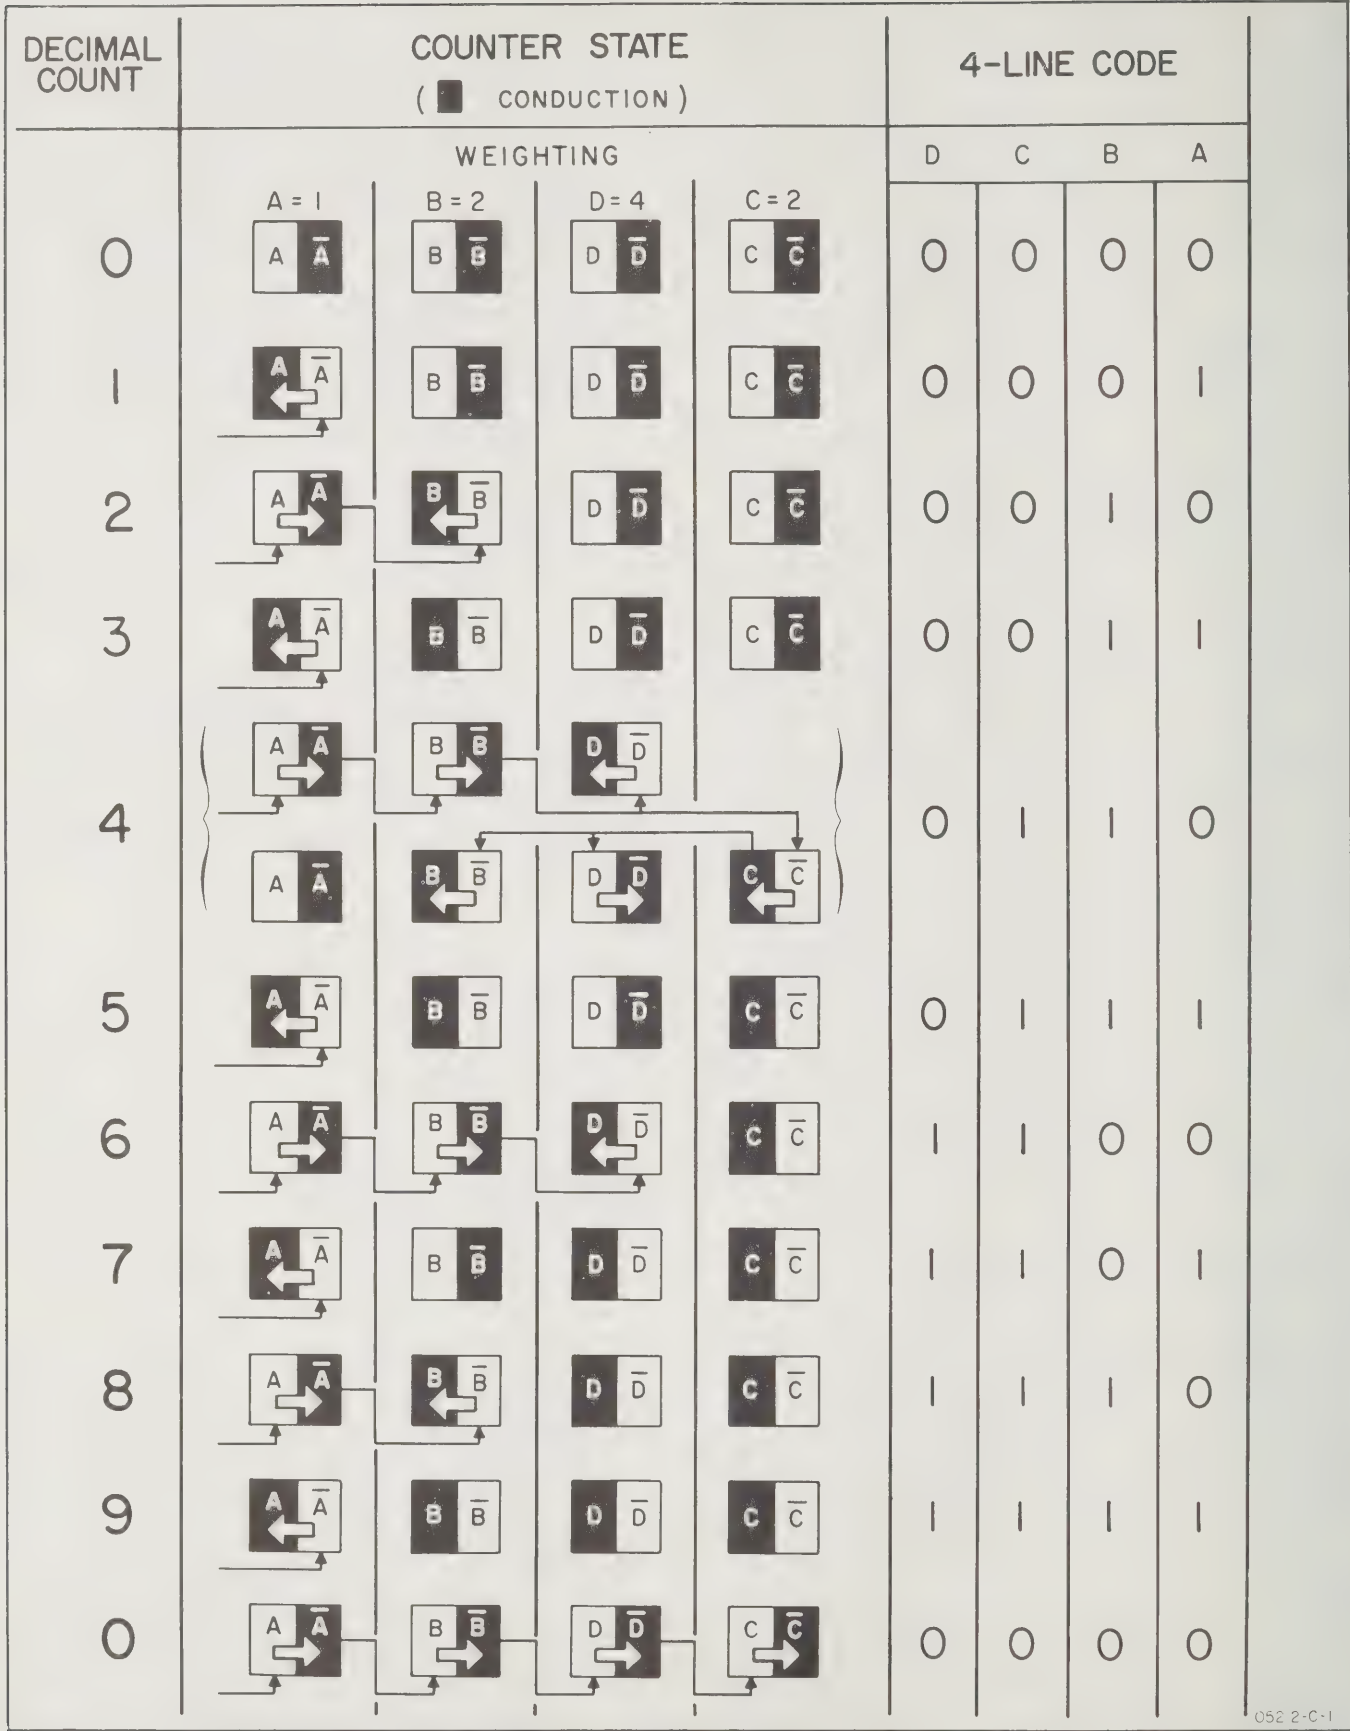 DECIMAL COUNT
COUNTER STATE
( CONDUCTION )
4-LINE CODE
WEIGHTING
D C B A
A = 1 B = 2 D = 4 C = 2
0 A A̅ B B̅ D D̅ C C̅ 0 0 0 0
1 A A̅ B B̅ D D̅ C C̅ 0 0 0 1
2 A A̅ B B̅ D D̅ C C̅ 0 0 1 0
3 A A̅ B B̅ D D̅ C C̅ 0 0 1 1
A A̅ B B̅ D D̅
4 0 1 1 0
A A̅ B B̅ D D̅ C C̅
5 A A̅ B B̅ D D̅ C C̅ 0 1 1 1
6 A A̅ B B̅ D D̅ C C̅ 1 1 0 0
7 A A̅ B B̅ D D̅ C C̅ 1 1 0 1
8 A A̅ B B̅ D D̅ C C̅ 1 1 1 0
9 A A̅ B B̅ D D̅ C C̅ 1 1 1 1
0 A A̅ B B̅ D D̅ C C̅ 0 0 0 0
052 2-C-1